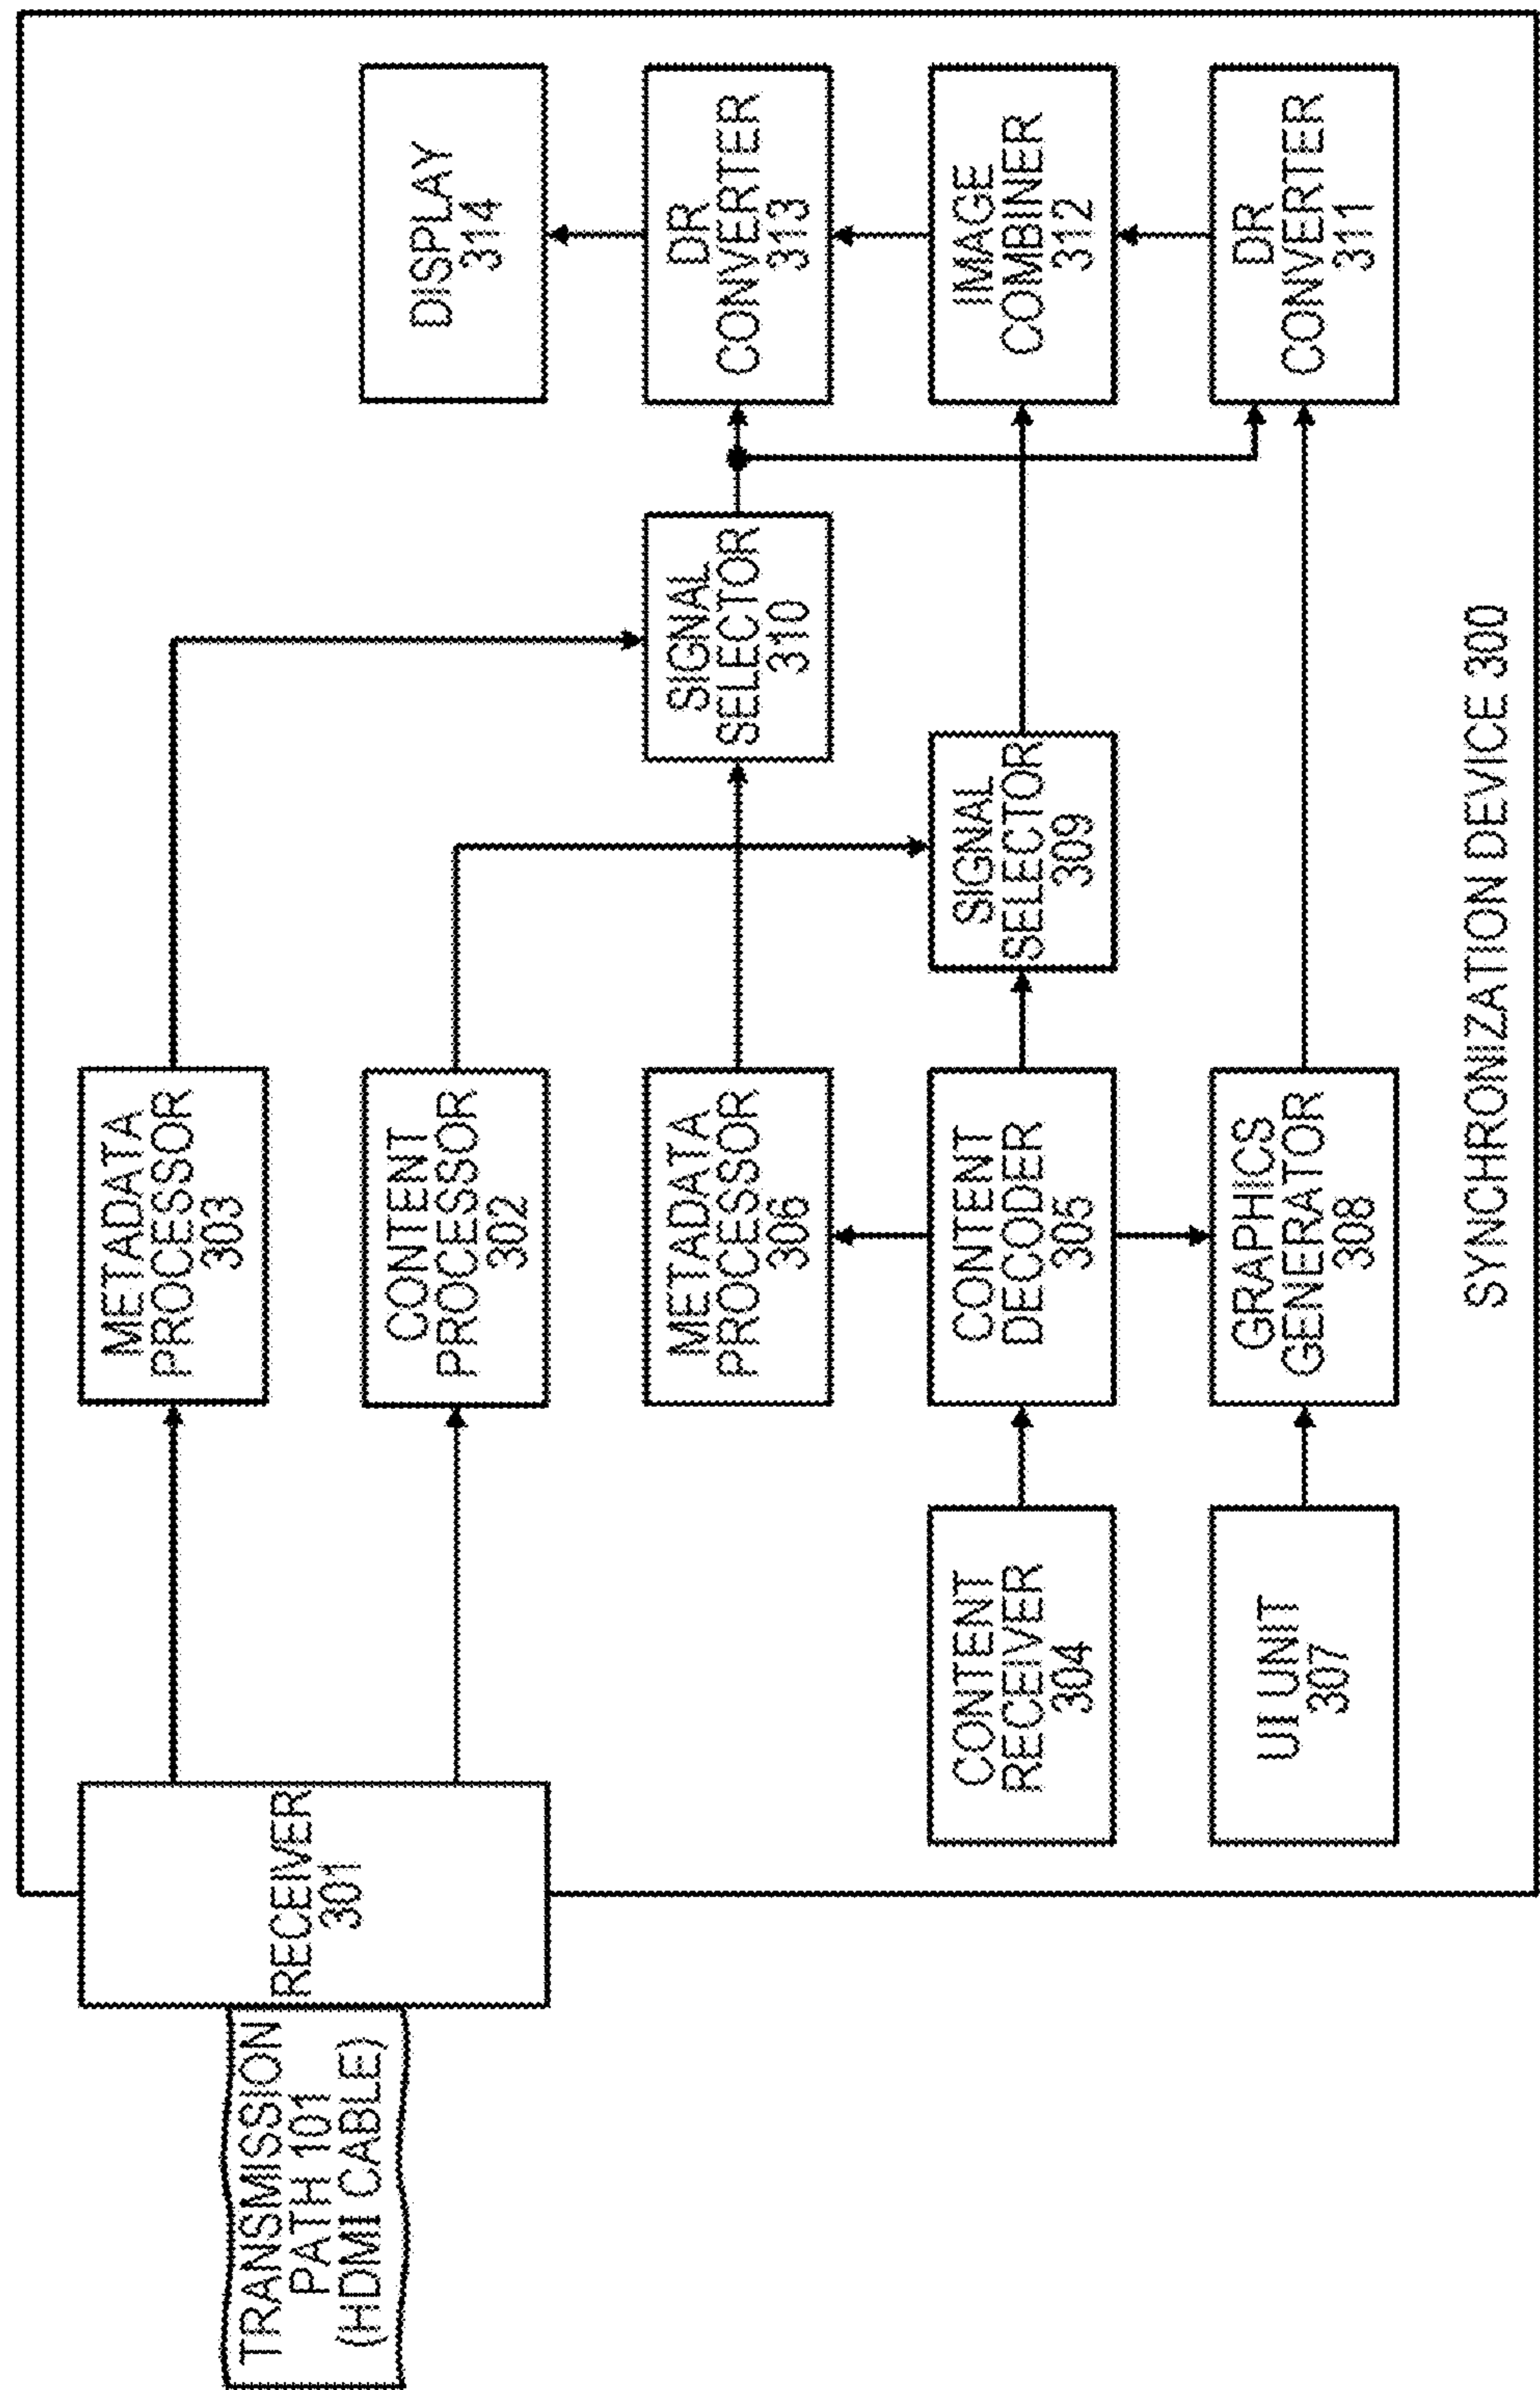 TRANSMISSION
PATH 101
(HDMI CABLE)
RECEIVER
301
METADATA
PROCESSOR
303
CONTENT
PROCESSOR
302
METADATA
PROCESSOR
306
CONTENT
RECEIVER
304
CONTENT
DECODER
305
UI UNIT
307
GRAPHICS
GENERATOR
308
SIGNAL
SELECTOR
310
SIGNAL
SELECTOR
309
DISPLAY
314
DR
CONVERTER
313
IMAGE
COMBINER
312
DR
CONVERTER
311
SYNCHRONIZATION DEVICE 300